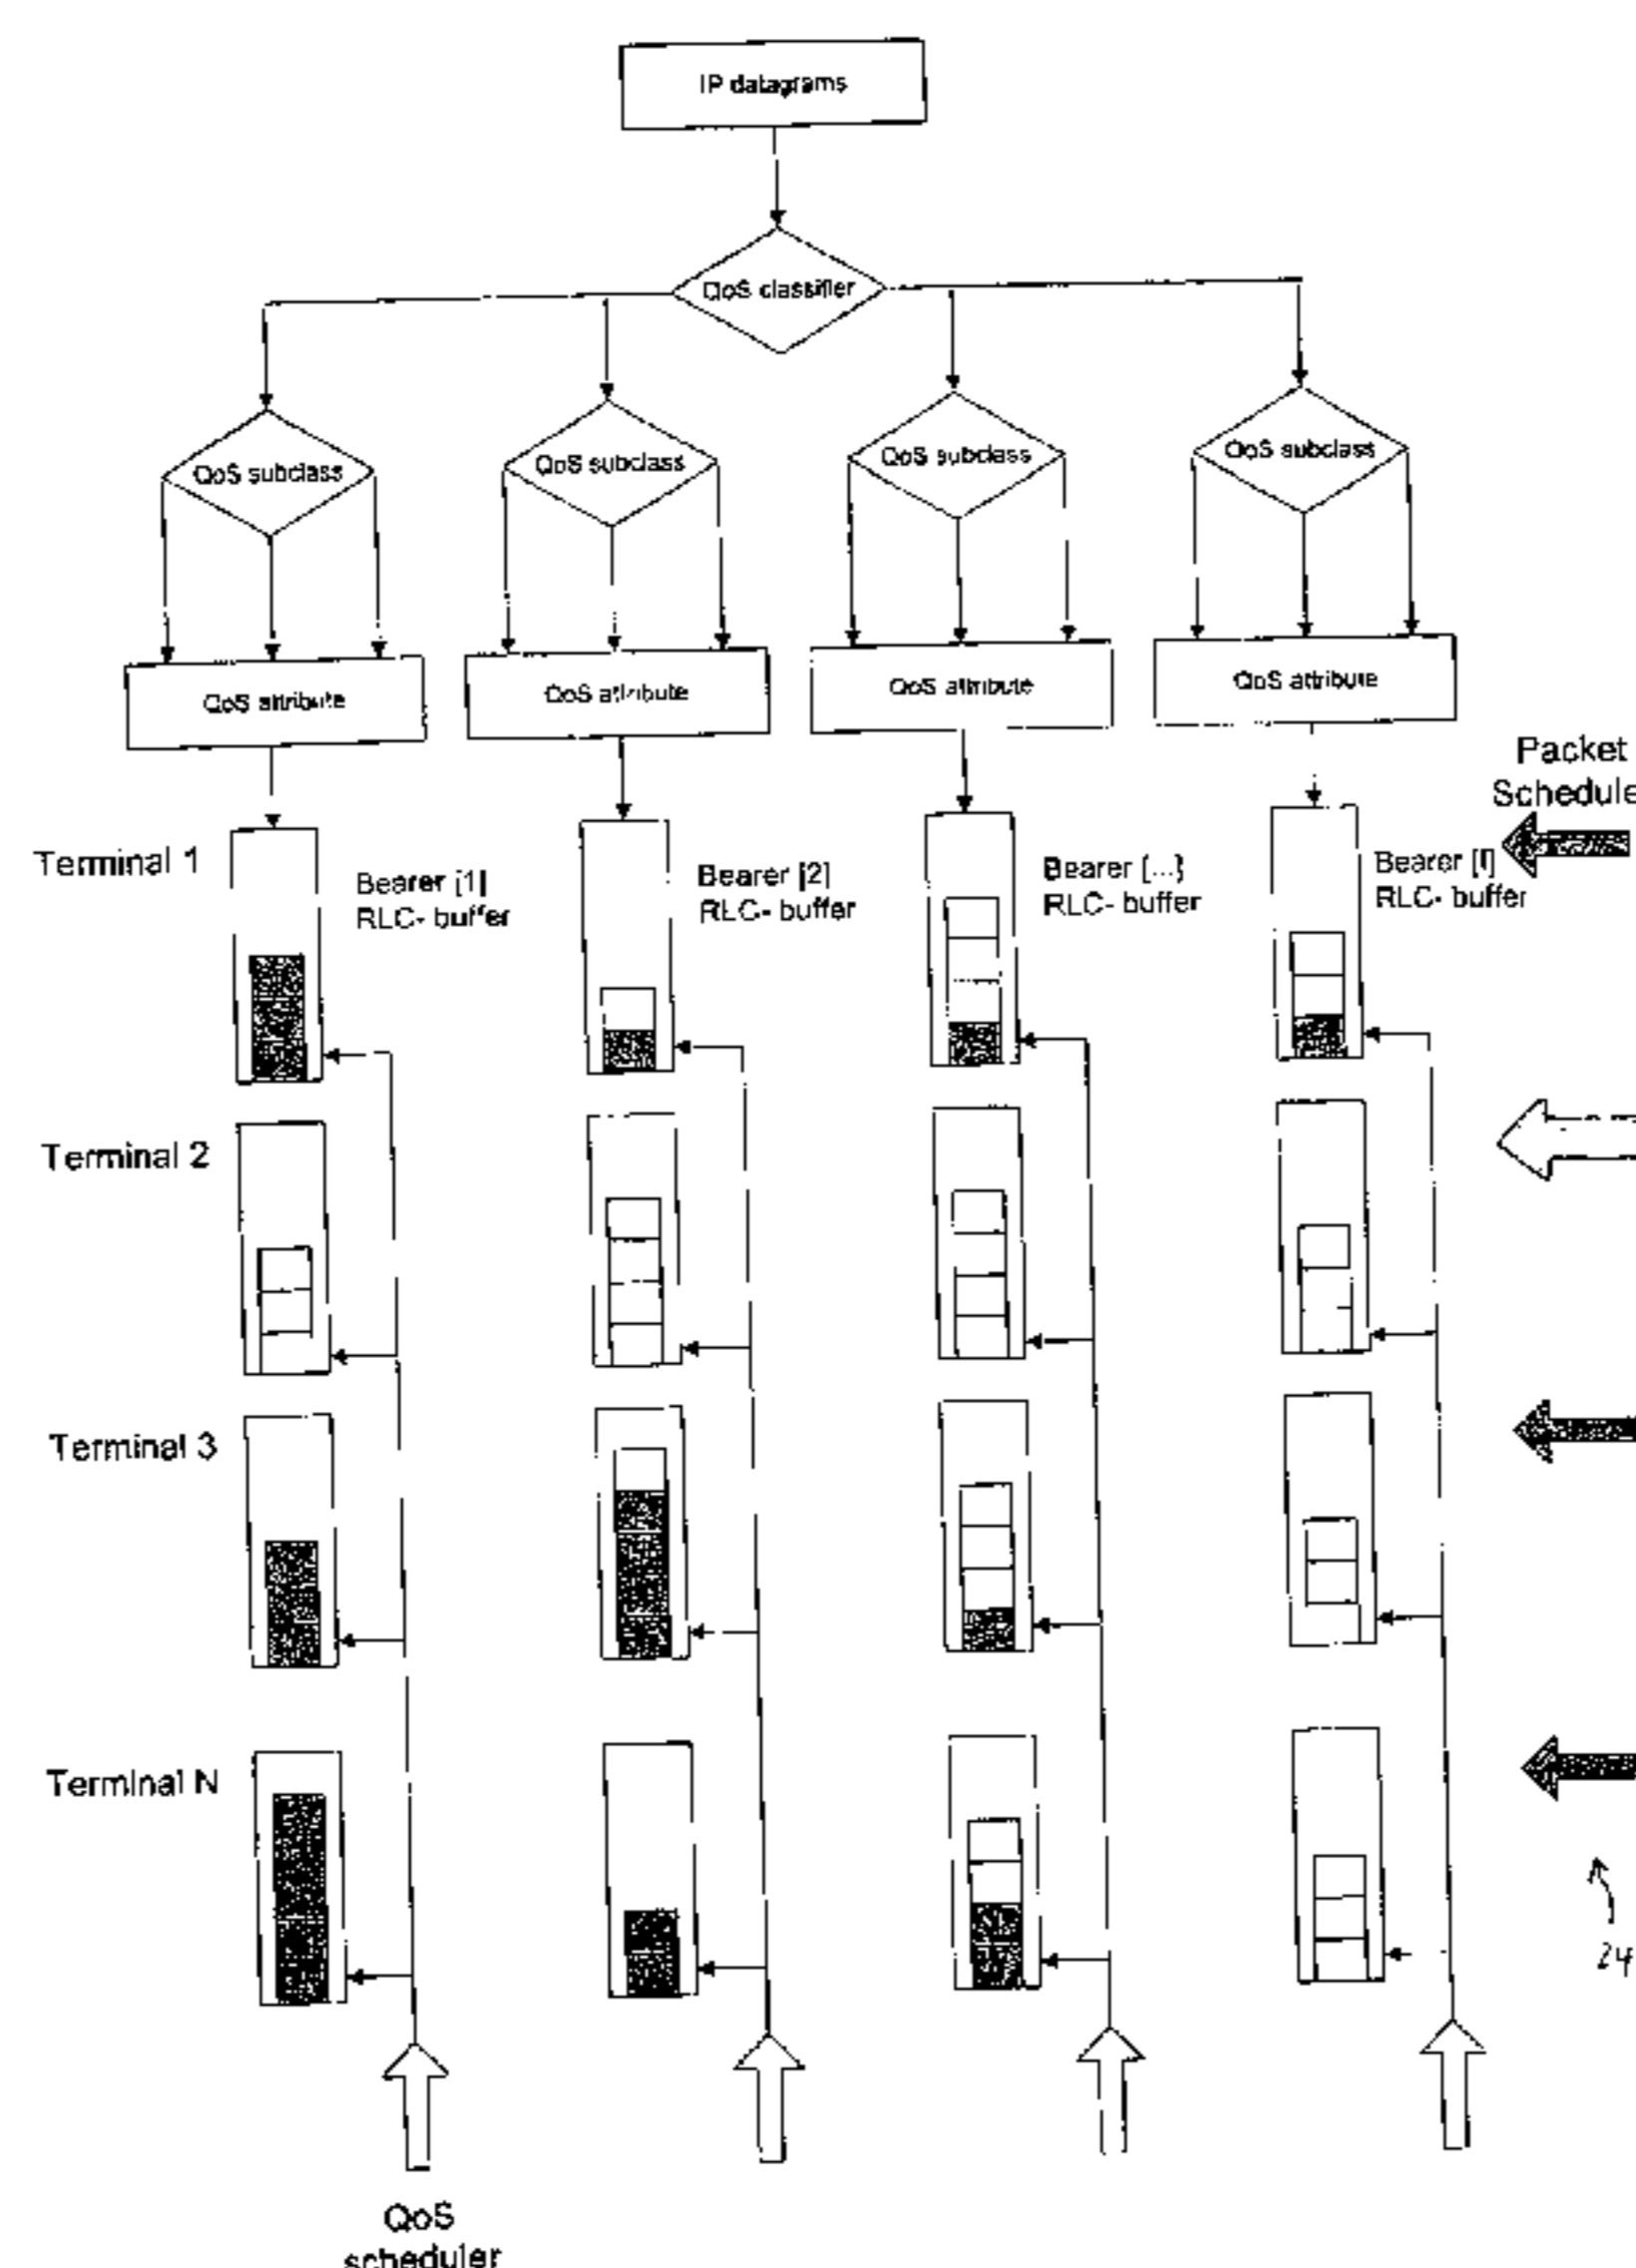 IP datagrams
QoS classifier
QoS subclass
QoS subclass
QoS subclass
QoS subclass
QoS attribute
QoS attribute
QoS attribute
QoS attribute
Packet
Schedule
Terminal 1
Bearer [1]
RLC- buffer
Bearer [2]
RLC- buffer
Bearer [...}
RLC- buffer
Bearer [I]
RLC- buffer
Terminal 2
Terminal 3
Terminal N
24
QoS
scheduler